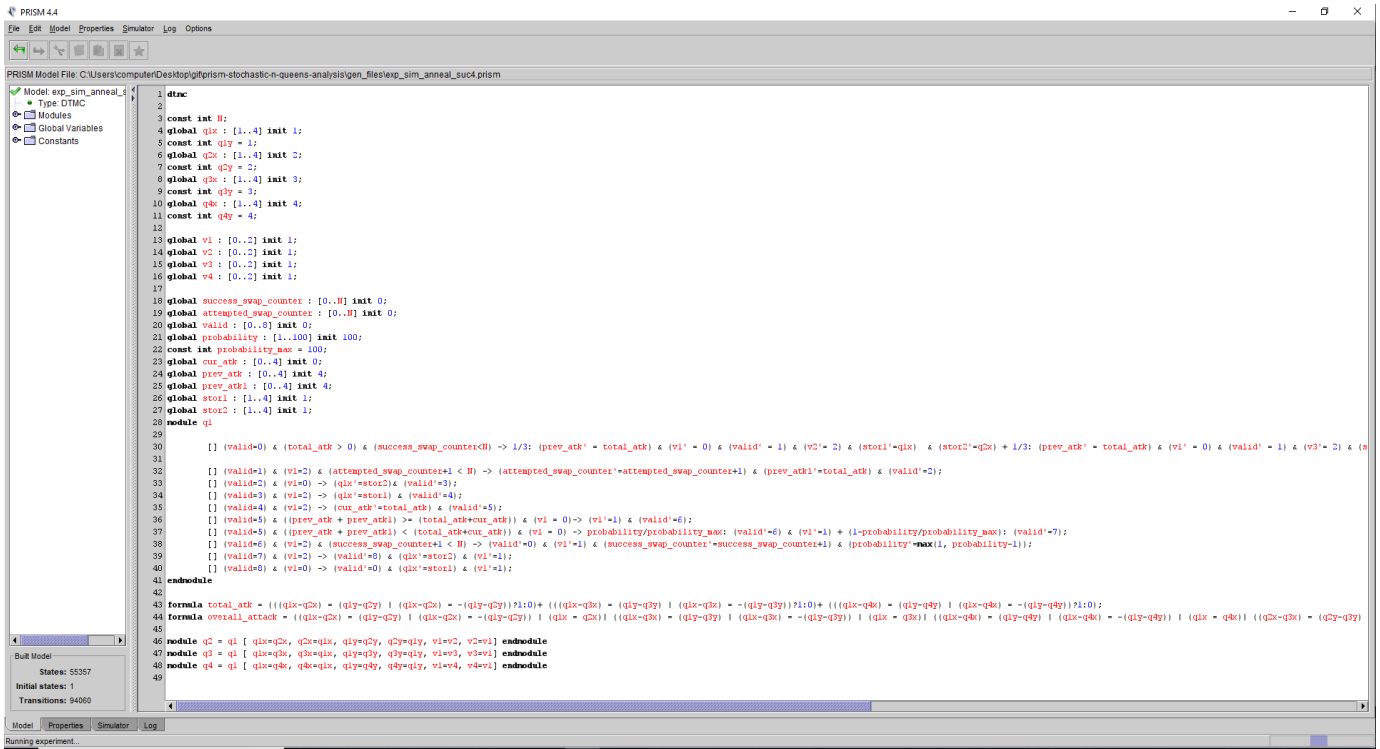 PRISM 4.4
File Edit Model Properties Simulator Log Options
PRISM Model File: C:\Users\computer\Desktop\git\prism-stochastic-n-queens-analysis\gen_files\exp_sim_anneal_suc4.prism
Model: exp_sim_anneal_s
Type: DTMC
Modules
Global Variables
Constants
1 dtmc
2
3 const int N;
4 global q1x : [1..4] init 1;
5 const int q1y = 1;
6 global q2x : [1..4] init 2;
7 const int q2y = 2;
8 global q3x : [1..4] init 3;
9 const int q3y = 3;
10 global q4x : [1..4] init 4;
11 const int q4y = 4;
12
13 global v1 : [0..2] init 1;
14 global v2 : [0..2] init 1;
15 global v3 : [0..2] init 1;
16 global v4 : [0..2] init 1;
17
18 global success_swap_counter : [0..N] init 0;
19 global attempted_swap_counter : [0..N] init 0;
20 global valid : [0..8] init 0;
21 global probability : [1..100] init 100;
22 const int probability_max = 100;
23 global cur_atk : [0..4] init 0;
24 global prev_atk : [0..4] init 4;
25 global prev_atk1 : [0..4] init 4;
26 global stor1 : [1..4] init 1;
27 global stor2 : [1..4] init 1;
28 module q1
29
30 [] (valid=0) & (total_atk > 0) & (success_swap_counter<N) -> 1/3: (prev_atk' = total_atk) & (v1' = 0) & (valid' = 1) & (v2'= 2) & (stor1'=q1x) & (stor2'=q2x) + 1/3: (prev_atk' = total_atk) & (v1' = 0) & (valid' = 1) & (v3'= 2) & (s
31
32 [] (valid=1) & (v1=2) & (attempted_swap_counter+1 < N) -> (attempted_swap_counter'=attempted_swap_counter+1) & (prev_atk1'=total_atk) & (valid'=2);
33 [] (valid=2) & (v1=0) -> (q1x'=stor2)& (valid'=3);
34 [] (valid=3) & (v1=2) -> (q1x'=stor1) & (valid'=4);
35 [] (valid=4) & (v1=2) -> (cur_atk'=total_atk) & (valid'=5);
36 [] (valid=5) & ((prev_atk + prev_atk1) >= (total_atk+cur_atk)) & (v1 = 0)-> (v1'=1) & (valid'=6);
37 [] (valid=5) & ((prev_atk + prev_atk1) < (total_atk+cur_atk)) & (v1 = 0) -> probability/probability_max: (valid'=6) & (v1'=1) + (1-probability/probability_max): (valid'=7);
38 [] (valid=6) & (v1=2) & (success_swap_counter+1 < N) -> (valid'=0) & (v1'=1) & (success_swap_counter'=success_swap_counter+1) & (probability'=max(1, probability-1));
39 [] (valid=7) & (v1=2) -> (valid'=8) & (q1x'=stor2) & (v1'=1);
40 [] (valid=8) & (v1=0) -> (valid'=0) & (q1x'=stor1) & (v1'=1);
41 endmodule
42
43 formula total_atk = (((q1x-q2x) = (q1y-q2y) | (q1x-q2x) = -(q1y-q2y))?1:0)+ (((q1x-q3x) = (q1y-q3y) | (q1x-q3x) = -(q1y-q3y))?1:0)+ (((q1x-q4x) = (q1y-q4y) | (q1x-q4x) = -(q1y-q4y))?1:0);
44 formula overall_attack = ((q1x-q2x) = (q1y-q2y) | (q1x-q2x) = -(q1y-q2y)) | (q1x = q2x)| ((q1x-q3x) = (q1y-q3y) | (q1x-q3x) = -(q1y-q3y)) | (q1x = q3x)| ((q1x-q4x) = (q1y-q4y) | (q1x-q4x) = -(q1y-q4y)) | (q1x = q4x)| ((q2x-q3x) = (q2y-q3y)
45
46 module q2 = q1 [ q1x=q2x, q2x=q1x, q1y=q2y, q2y=q1y, v1=v2, v2=v1] endmodule
47 module q3 = q1 [ q1x=q3x, q3x=q1x, q1y=q3y, q3y=q1y, v1=v3, v3=v1] endmodule
48 module q4 = q1 [ q1x=q4x, q4x=q1x, q1y=q4y, q4y=q1y, v1=v4, v4=v1] endmodule
49
Built Model
States: 55357
Initial states: 1
Transitions: 94060
Model Properties Simulator Log
Running experiment...